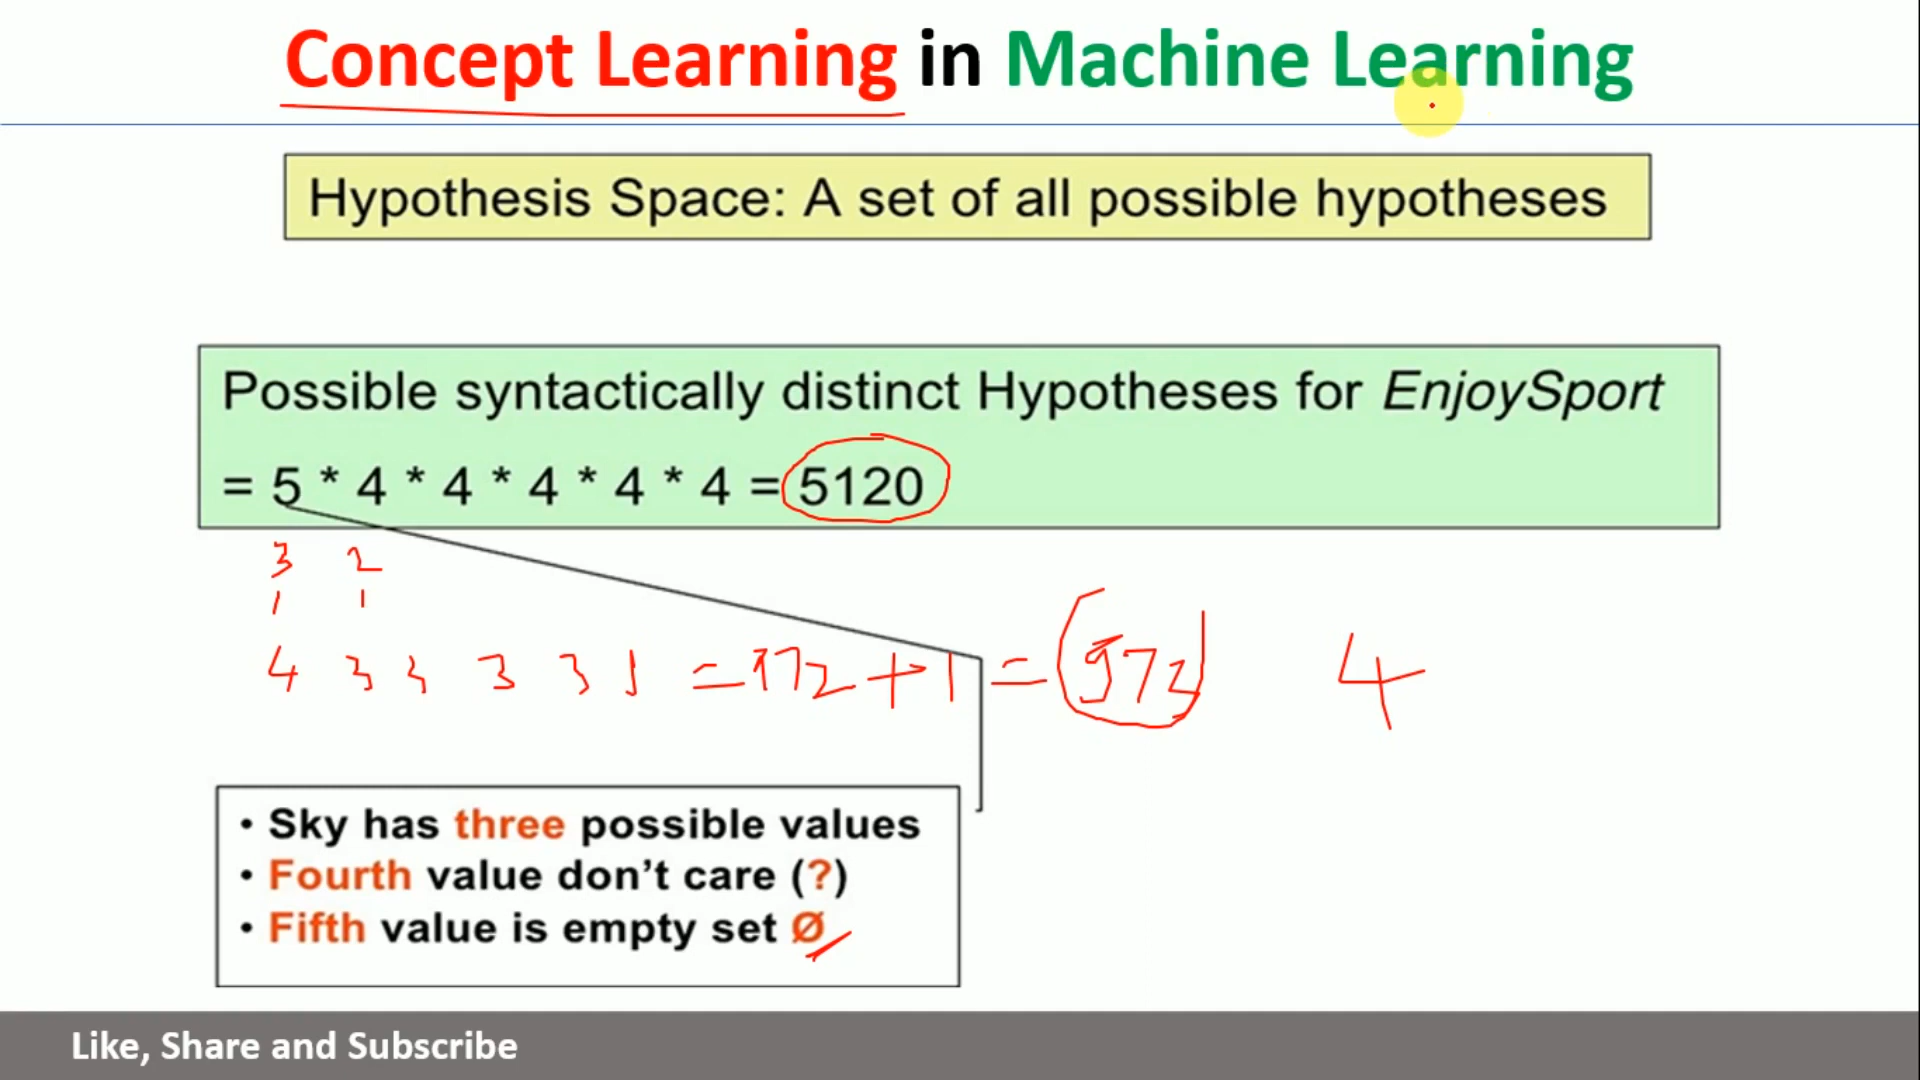 Concept Learning in Machine Learning
Hypothesis Space: A set of all possible hypotheses
Possible syntactically distinct Hypotheses for EnjoySport
= 5 * 4 * 4 * 4 * 4 * 4 = 5120
3 2
1 1
4 3 3 3 3 = 972 + 1 = 973 4
• Sky has three possible values
• Fourth value don't care (?)
• Fifth value is empty set Ø
Like, Share and Subscribe